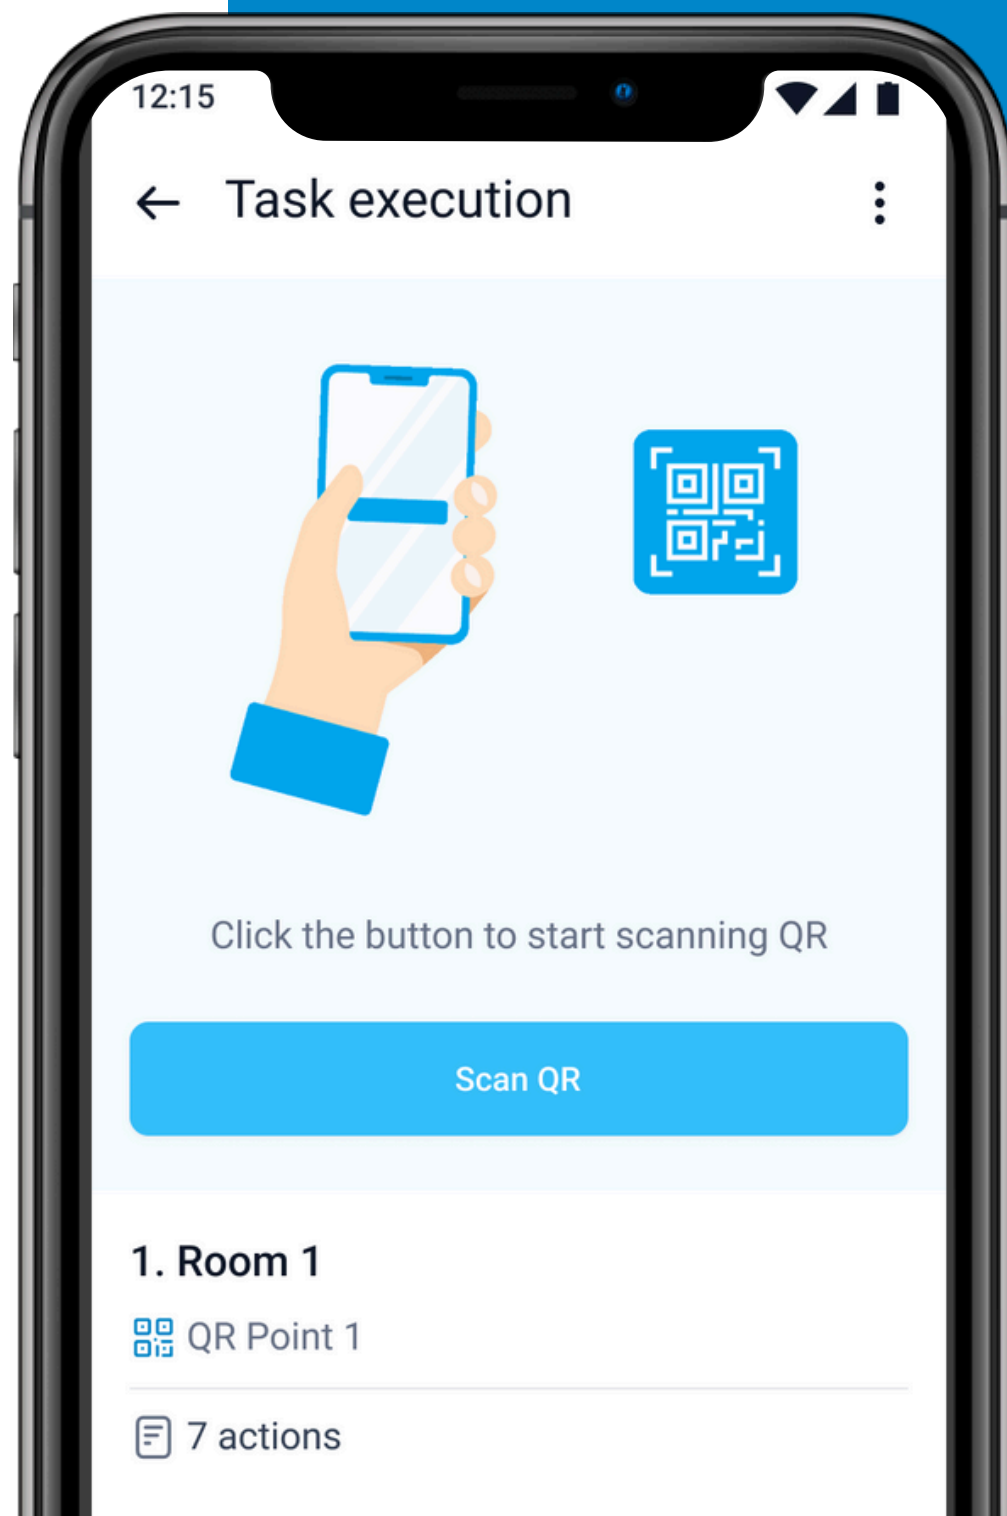 12:15
Task execution
Click the button to start scanning QR
Scan QR
1. Room 1
QR Point 1
7 actions